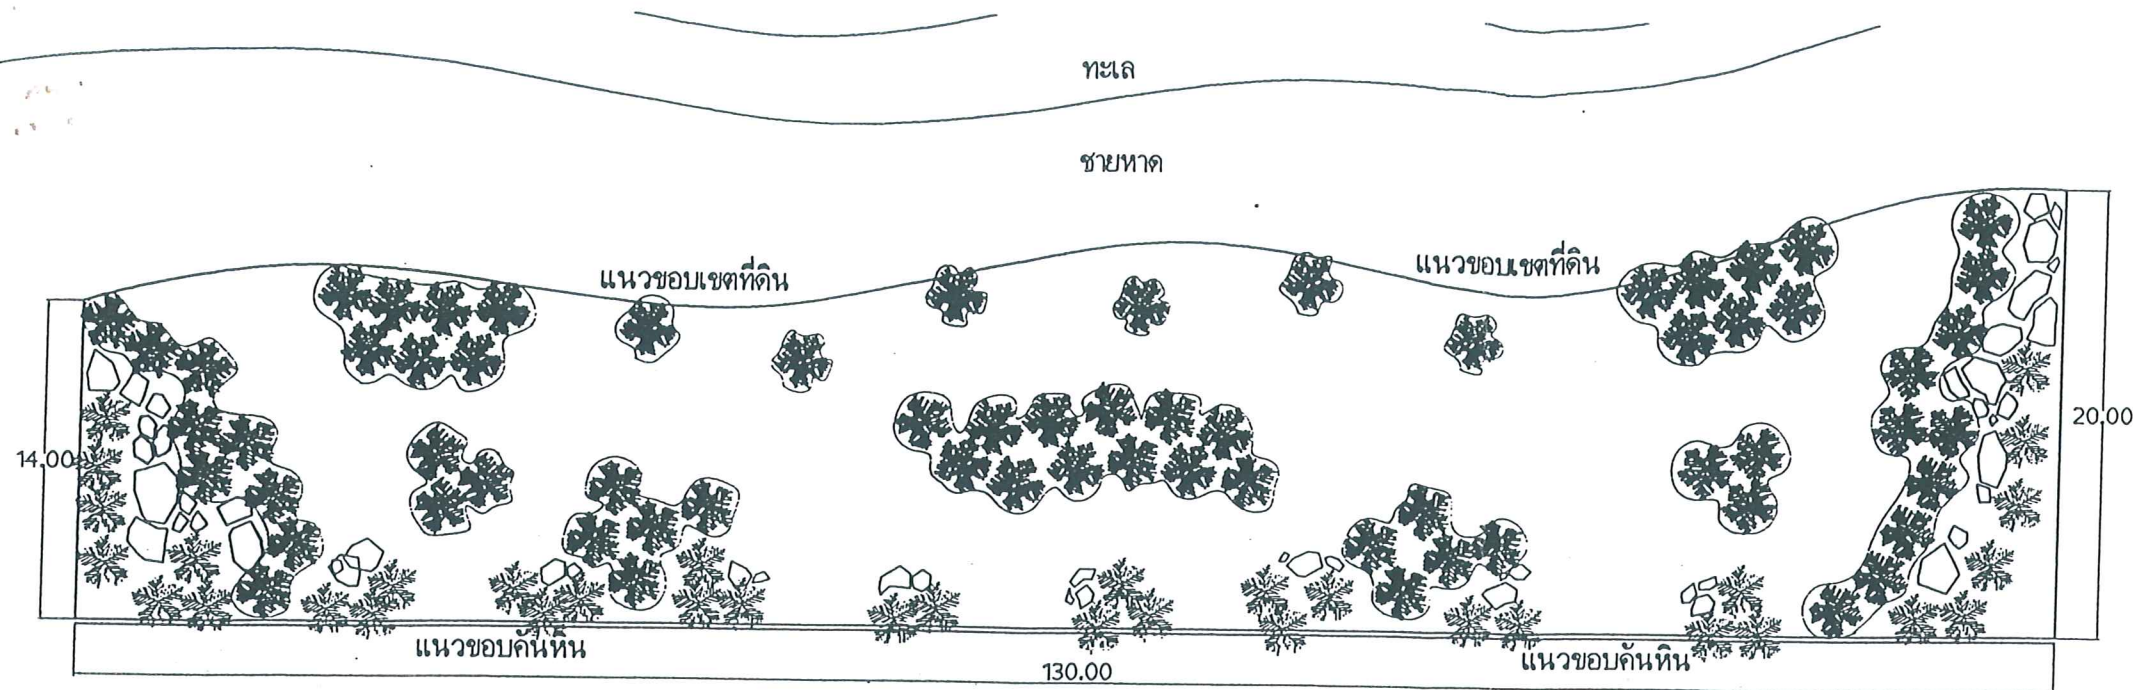 ทะเล
ชายหาด
แนวขอบเขตที่ดิน
แนวขอบเขตที่ดิน
14.00
20.00
แนวขอบคันหิน
แนวขอบคันหิน
130.00